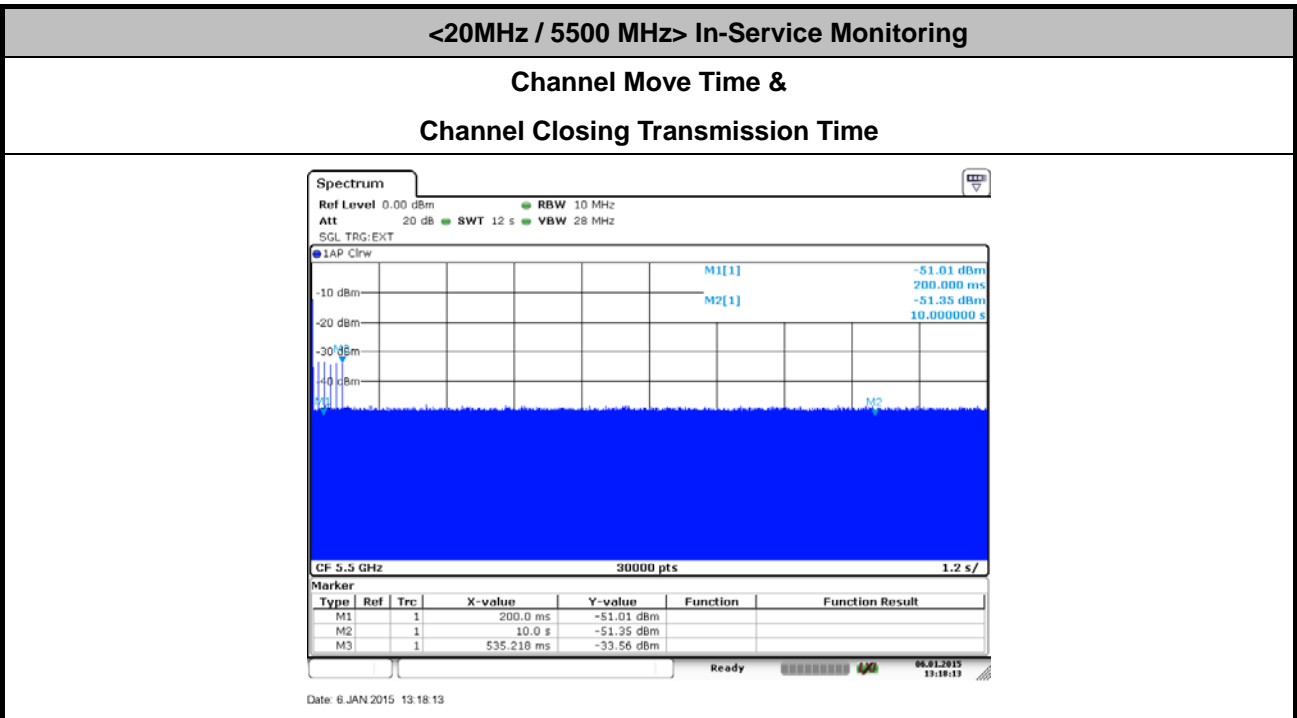 <20MHz / 5500 MHz> In-Service Monitoring
Channel Move Time &
Channel Closing Transmission Time
Spectrum
Ref Level 0.00 dBm RBW 10 MHz
Att 20 dB SWT 12 s VBW 28 MHz
SGL TRG:EXT
1AP Clrw
M1[1] -51.01 dBm
200.000 ms
-10 dBm
M2[1] -51.35 dBm
10.000000 s
-20 dBm
-30 dBm
M3
-40 dBm
M1
M2
CF 5.5 GHz 30000 pts 1.2 s/
Marker
Type Ref Trc X-value Y-value Function Function Result
M1 1 200.0 ms -51.01 dBm
M2 1 10.0 s -51.35 dBm
M3 1 535.218 ms -33.56 dBm
Ready 06.01.2015
13:18:13
Date: 6.JAN.2015 13:18:13